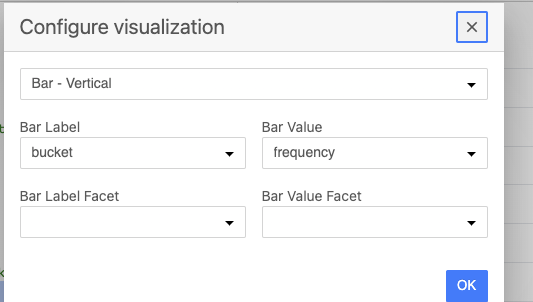 Configure visualization
×
Bar - Vertical
Bar Label
Bar Value
bucket
frequency
Bar Label Facet
Bar Value Facet
OK